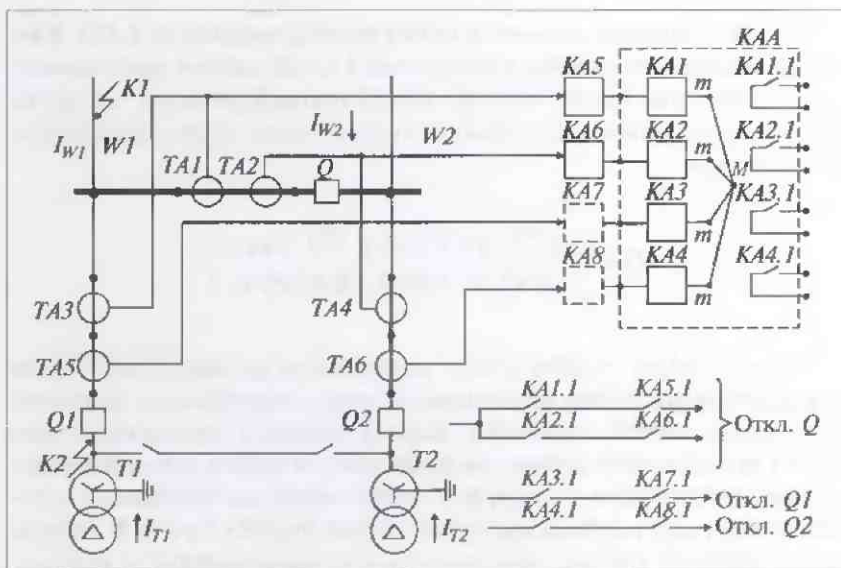 KAA
K1
KA5 KA1 m KA1.1
I_W1 W1
I_W2 W2
KA6 KA2 m KA2.1
TA1 TA2 Q
M
KA7 KA3 m KA3.1
KA8 KA4 m KA4.1
TA3 TA4
TA5 TA6
KA1.1 KA5.1
Q1 Q2
KA2.1 KA6.1
Откл. Q
K2 T1 T2
KA3.1 KA7.1
Откл. Q1
KA4.1 KA8.1
Откл. Q2
I_T1 I_T2